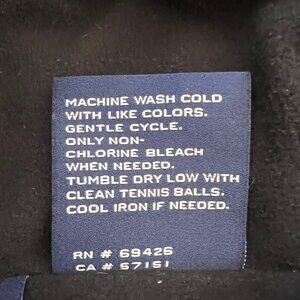 MACHINE WASH COLD
WITH LIKE COLORS.
GENTLE CYCLE.
ONLY NON-
CHLORINE BLEACH
WHEN NEEDED.
TUMBLE DRY LOW WITH
CLEAN TENNIS BALLS.
COOL IRON IF NEEDED.
RN # 69426
CA # 57151